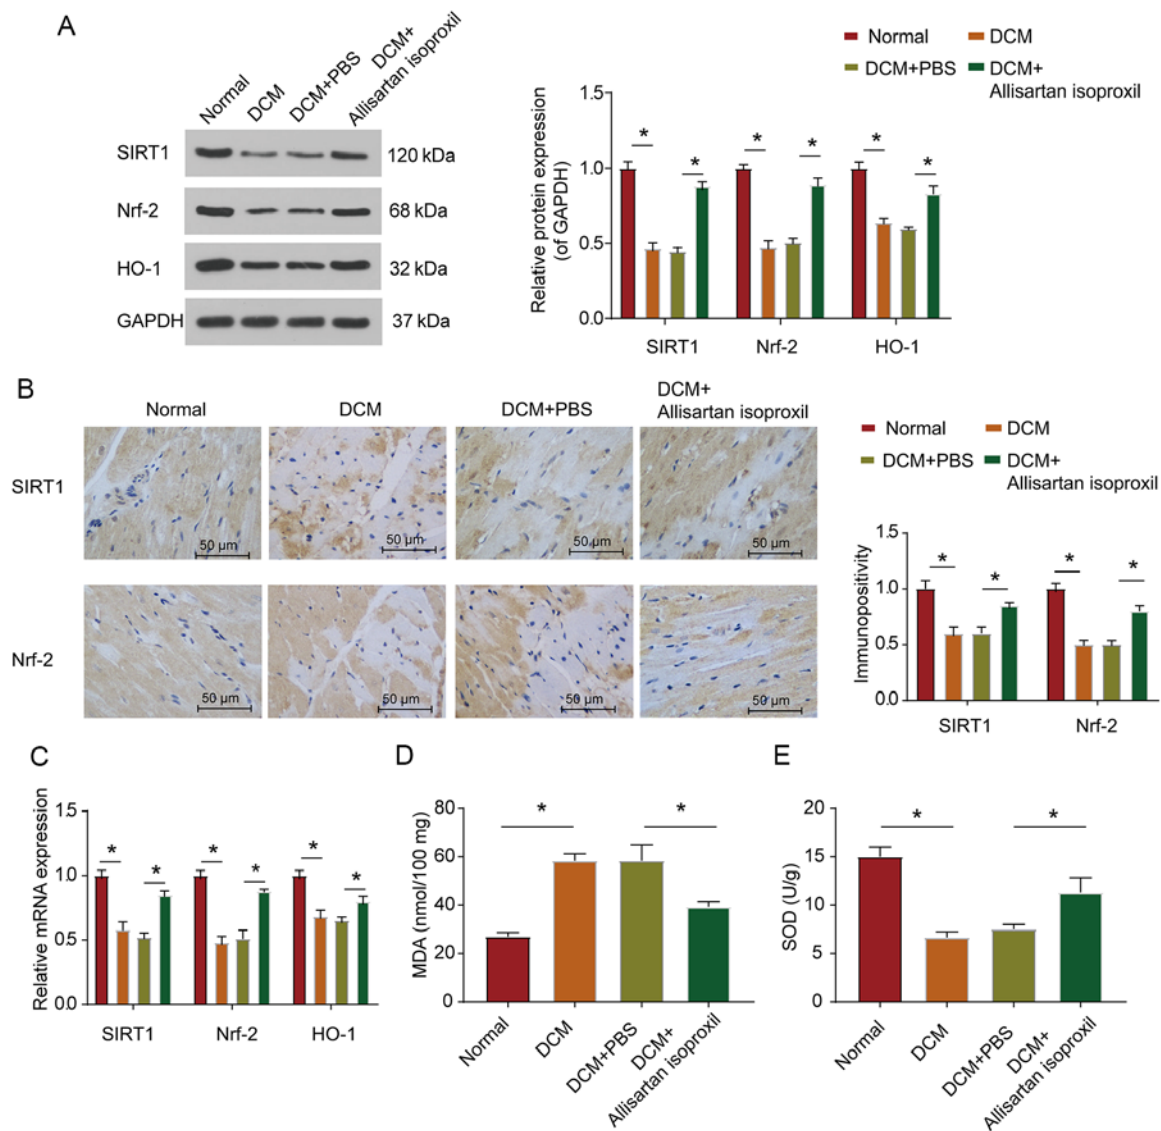 A
Normal
DCM
DCM+PBS
DCM+
Allisartan isoproxil
SIRT1
120 kDa
Nrf-2
68 kDa
HO-1
32 kDa
GAPDH
37 kDa
Normal
DCM
DCM+PBS
DCM+
Allisartan isoproxil
Relative protein expression
(of GAPDH)
1.5
1.0
0.5
0.0
*
*
*
*
*
*
SIRT1
Nrf-2
HO-1
B
Normal
DCM
DCM+PBS
DCM+
Allisartan isoproxil
SIRT1
50 µm
50 µm
50 µm
50 µm
Nrf-2
50 µm
50 µm
50 µm
50 µm
Normal
DCM
DCM+PBS
DCM+
Allisartan isoproxil
Immunopositivity
1.5
1.0
0.5
0.0
*
*
*
*
SIRT1
Nrf-2
C
Relative mRNA expression
1.5
1.0
0.5
0.0
*
*
*
*
*
*
SIRT1
Nrf-2
HO-1
D
MDA (nmol/100 mg)
80
60
40
20
0
*
*
Normal
DCM
DCM+PBS
DCM+
Allisartan isoproxil
E
SOD (U/g)
20
15
10
5
0
*
*
Normal
DCM
DCM+PBS
DCM+
Allisartan isoproxil